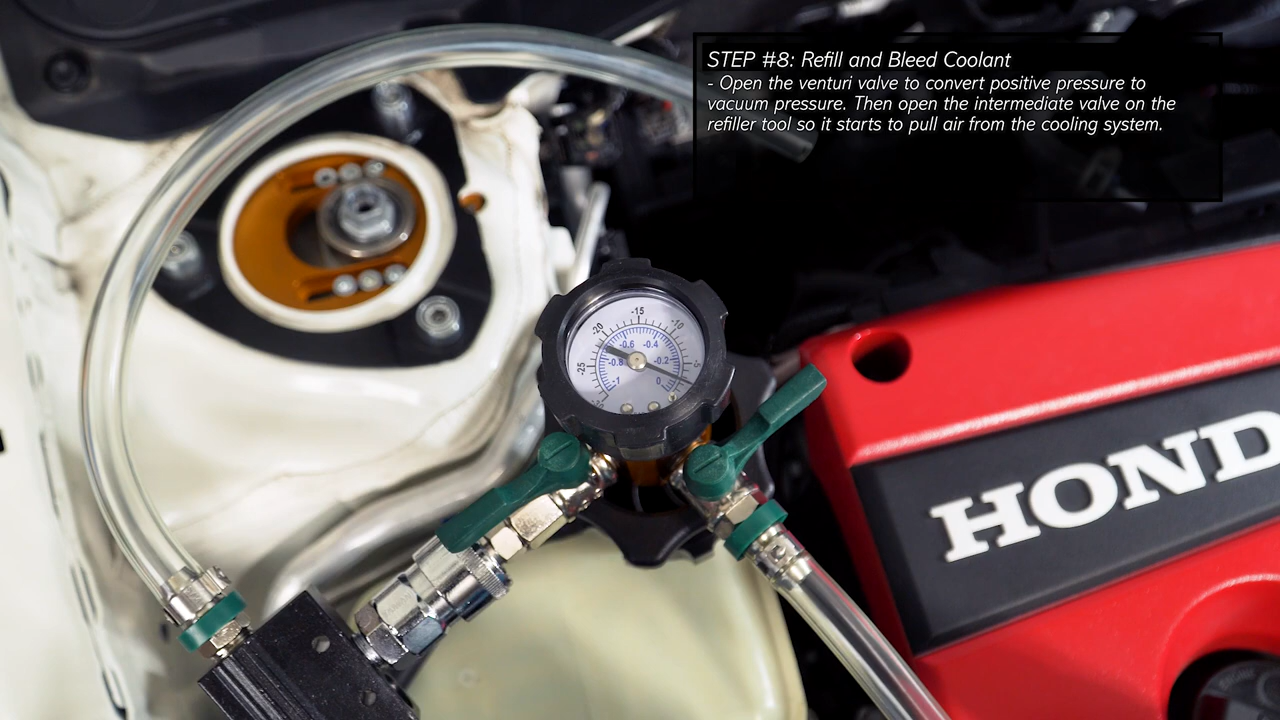 STEP #8: Refill and Bleed Coolant
- Open the venturi valve to convert positive pressure to
vacuum pressure. Then open the intermediate valve on the
refiller tool so it starts to pull air from the cooling system.
-15
-20
-10
-0.6 -0.4
-25
-0.8
-0.2
-5
-1
0
HOND